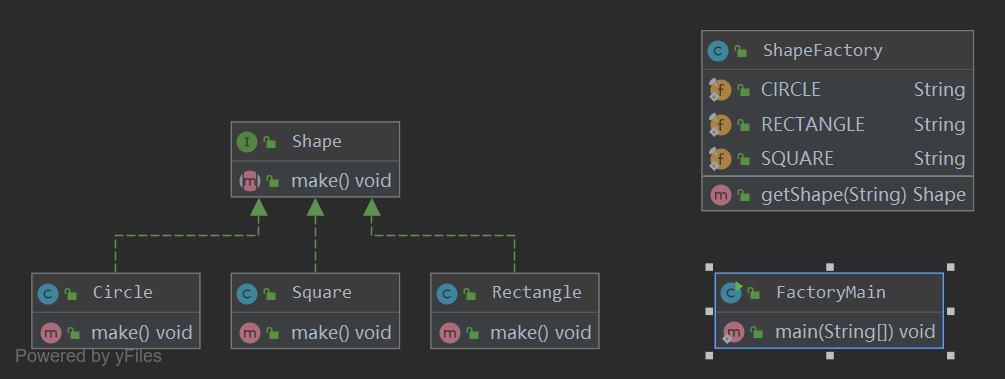 Shape
make() void
Circle
make() void
Square
make() void
Rectangle
make() void
ShapeFactory
CIRCLE String
RECTANGLE String
SQUARE String
getShape(String) Shape
FactoryMain
main(String[]) void
Powered by yFiles